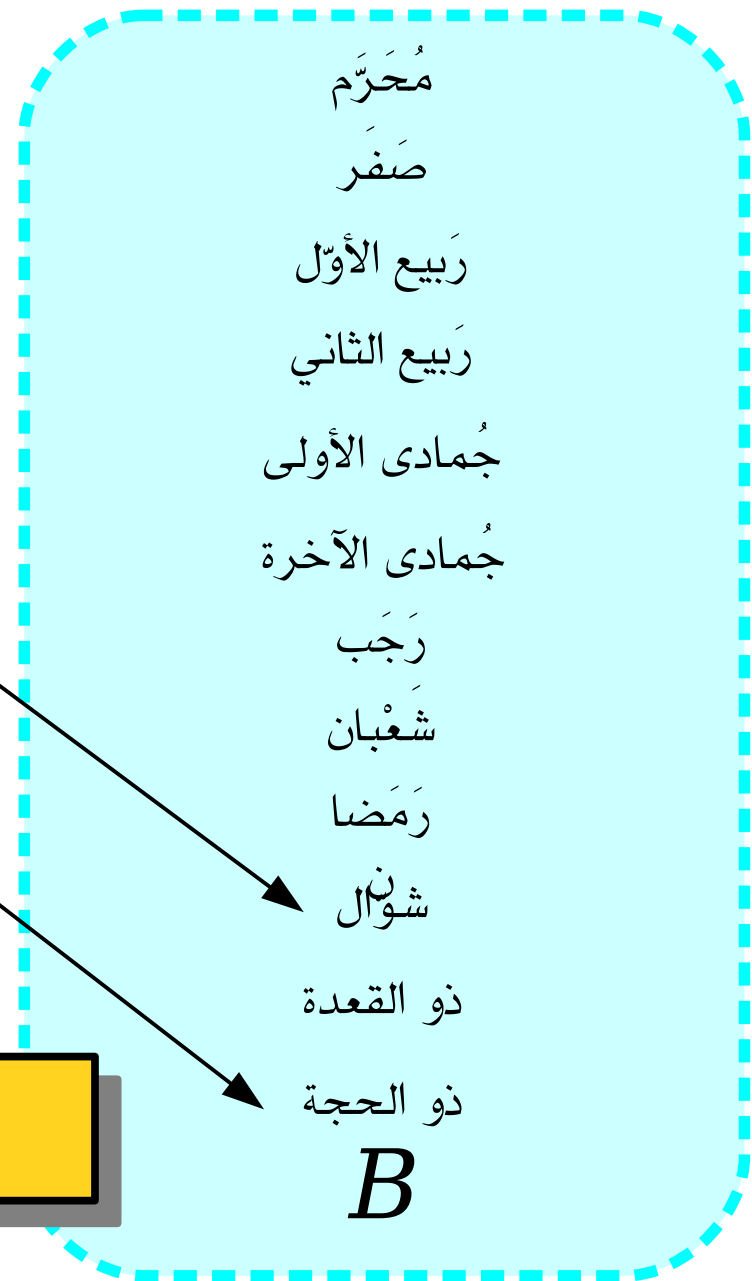 مُحَرَّم
صَفَر
رَبيع الأوّل
رَبيع الثاني
جُمادى الأولى
جُمادى الآخرة
رَجَب
شَعْبان
رَمَضا
ن
شوّال
ذو القعدة
ذو الحجة
B